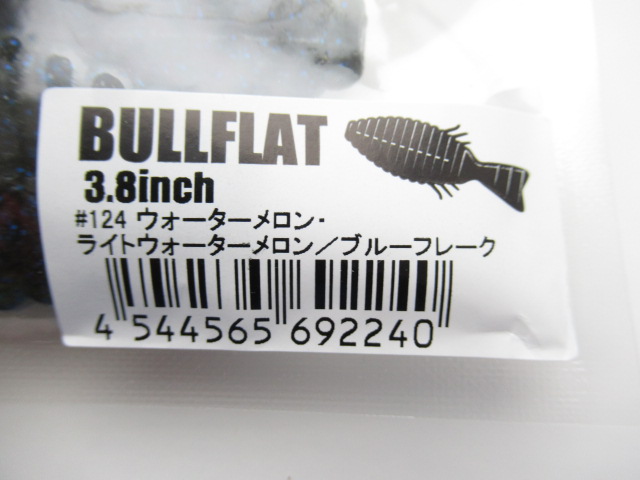 BULLFLAT
3.8inch
#124 ウォーターメロン・
ライトウォーターメロン／ブルーフレーク
4 544565 692240